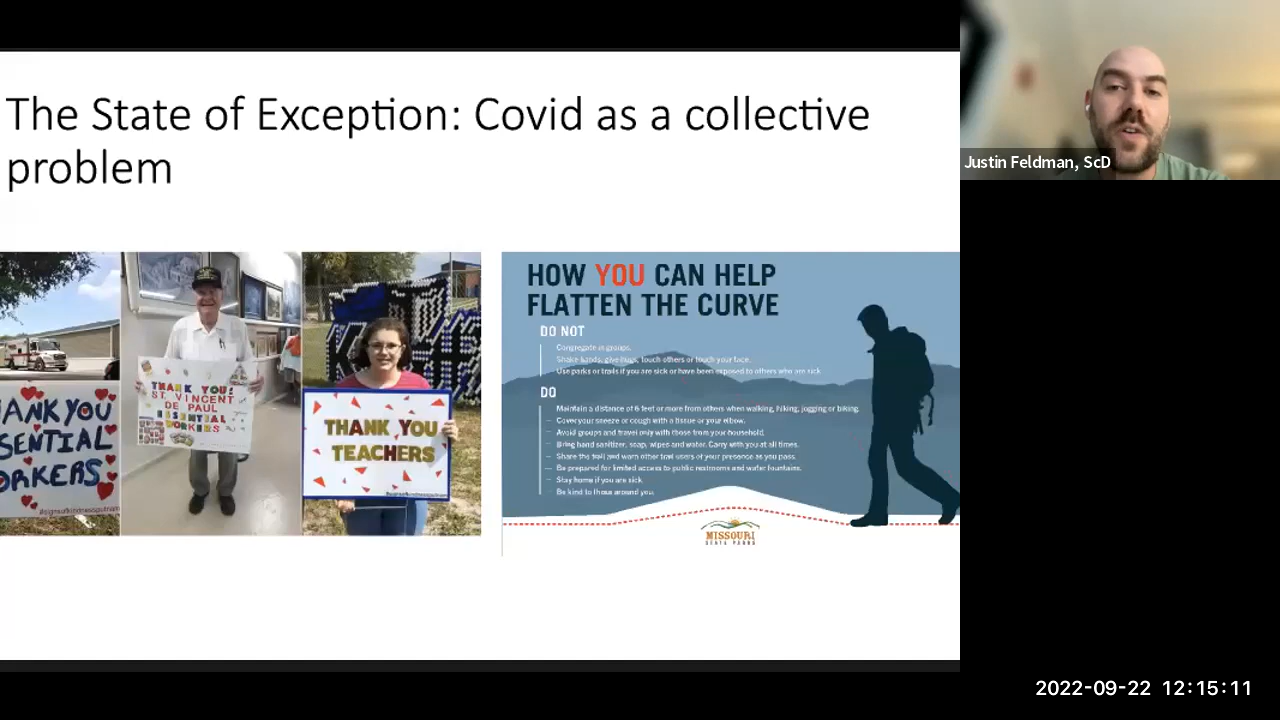 The State of Exception: Covid as a collective
problem
Justin Feldman, ScD
HANK YOU
SENTIAL
ORKERS
#signsofkindnessputnam
THANK YOU
ST. VINCENT
DE PAUL
ESSENTIAL
WORKERS
THANK YOU
TEACHERS
#signsofkindnessputnam
HOW YOU CAN HELP
FLATTEN THE CURVE
DO NOT
Congregate in groups.
Shake hands, give hugs, touch others or touch your face.
Use parks or trails if you are sick or have been exposed to others who are sick.
DO
Maintain a distance of 6 feet or more from others when walking, hiking, jogging or biking.
Cover your sneeze or cough with a tissue or your elbow.
Avoid groups and travel only with those from your household.
Bring hand sanitizer, soap, wipes and water. Carry with you at all times.
Share the trail and warn other trail users of your presence as you pass.
Be prepared for limited access to public restrooms and water fountains.
Stay home if you are sick.
Be kind to those around you.
MISSOURI
STATE PARKS
2022-09-22 12:15:11